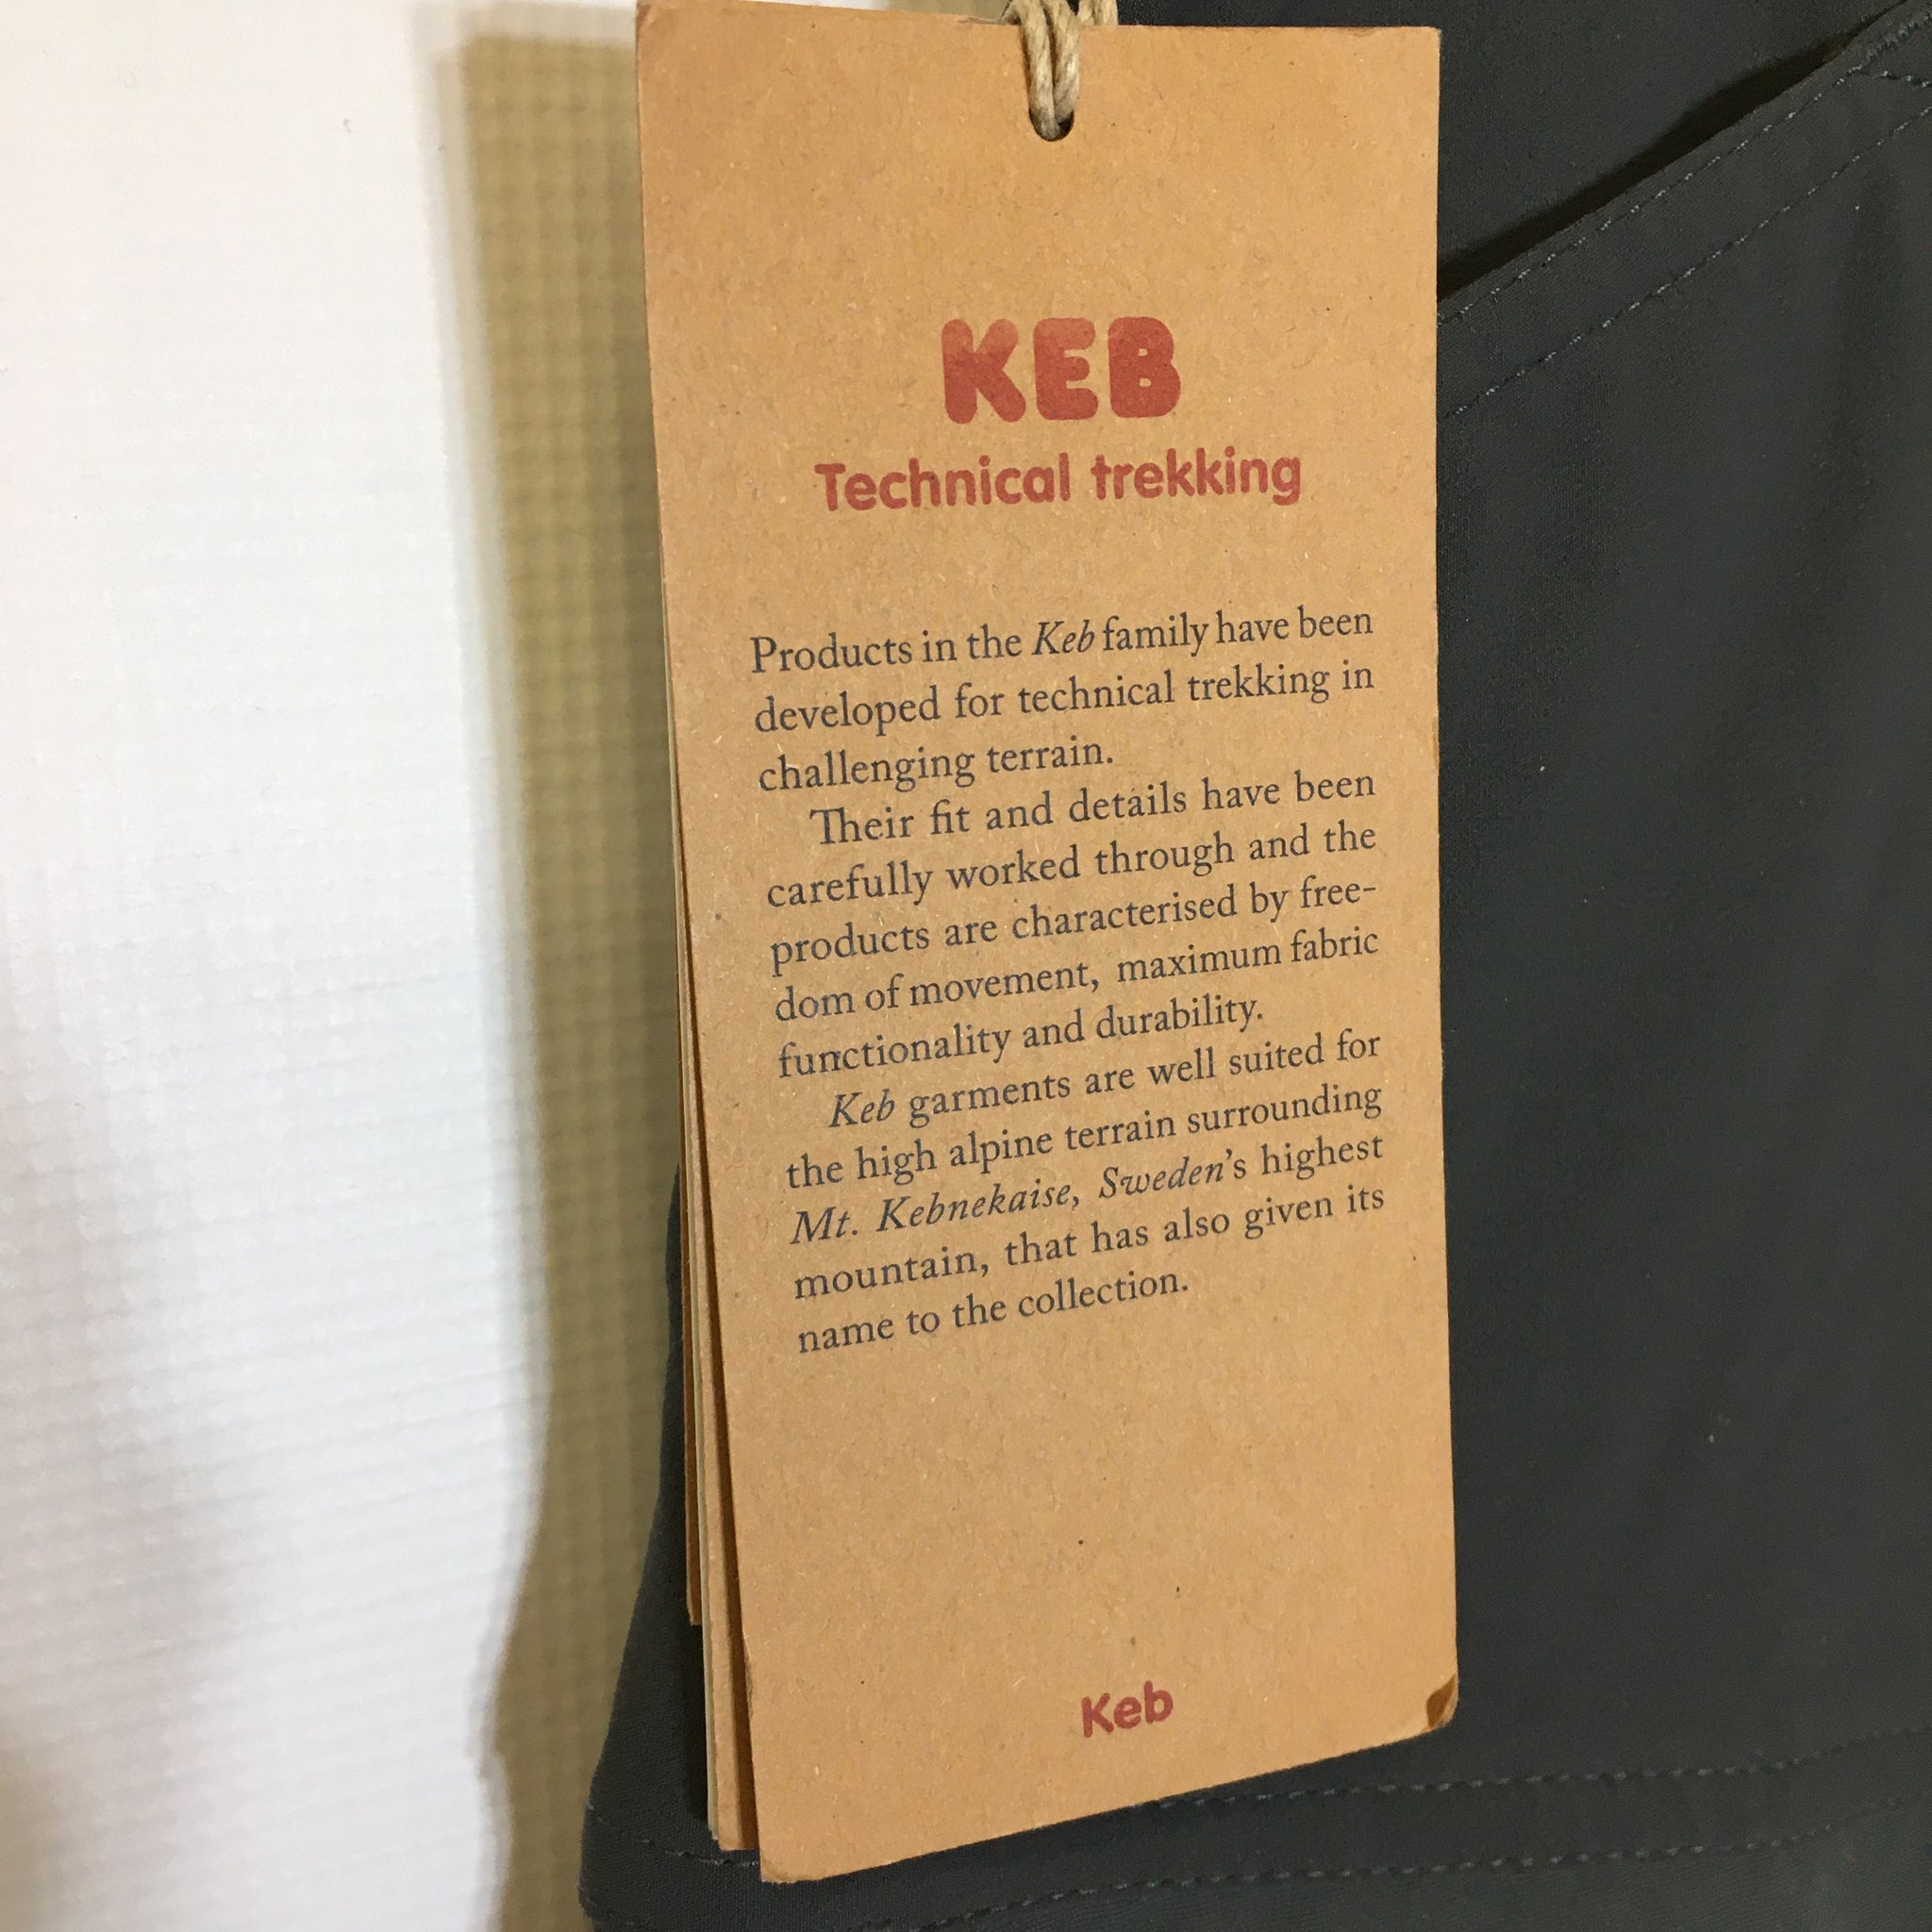 KEB
Technical trekking
Products in the Keb family have been
developed for technical trekking in
challenging terrain.
Their fit and details have been
carefully worked through and the
products are characterised by free-
dom of movement, maximum fabric
functionality and durability.
Keb garments are well suited for
the high alpine terrain surrounding
Mt. Kebnekaise, Sweden's highest
mountain, that has also given its
name to the collection.
Keb